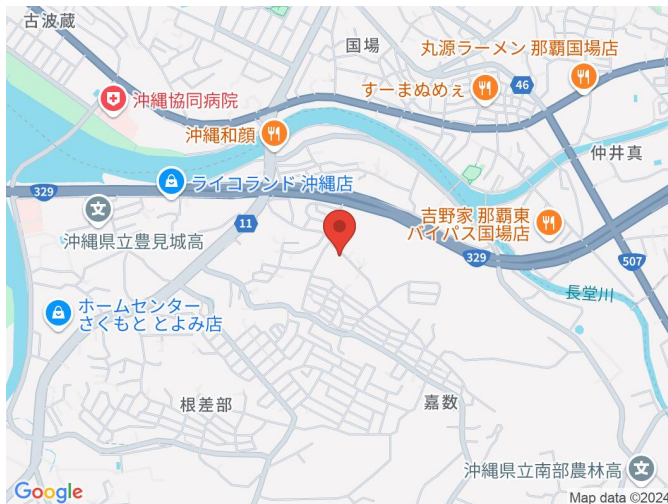 古波蔵
国場
丸源ラーメン 那覇国場店
すーまぬめぇ
46
沖縄協同病院
沖縄和顔
仲井真
329
ライコランド 沖縄店
沖縄県立豊見城高
11
吉野家 那覇東
バイパス国場店
329
507
長堂川
ホームセンター
さくもと とよみ店
根差部
嘉数
沖縄県立南部農林高
Google
Map data ©2024